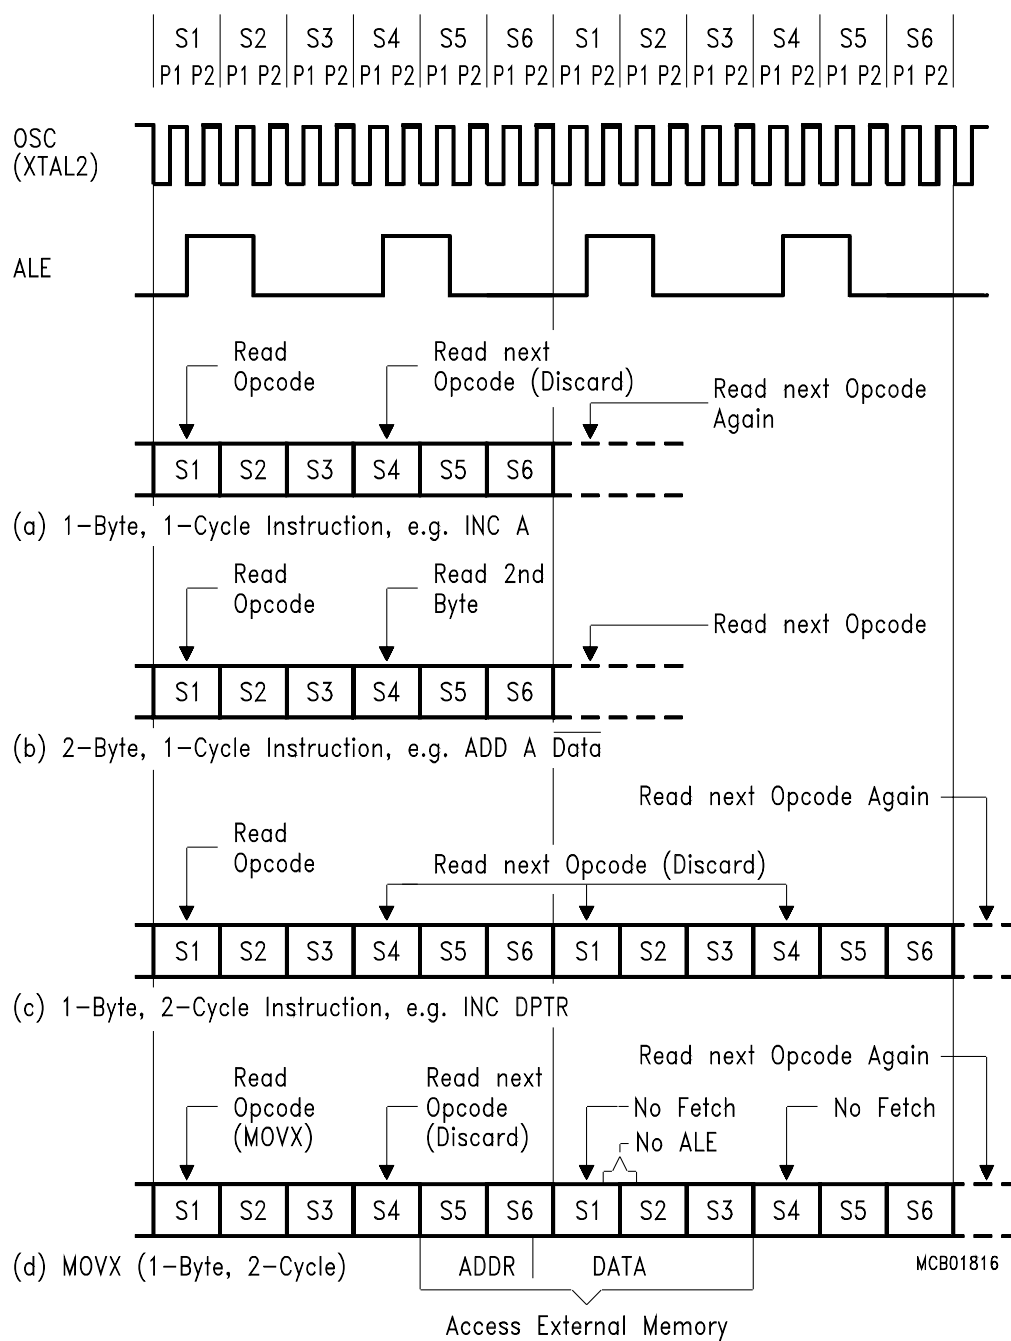 S1 S2 S3 S4 S5 S6 S1 S2 S3 S4 S5 S6
P1 P2 P1 P2 P1 P2 P1 P2 P1 P2 P1 P2 P1 P2 P1 P2 P1 P2 P1 P2 P1 P2 P1 P2
OSC
(XTAL2)
ALE
Read
Opcode
Read next
Opcode (Discard)
Read next Opcode
Again
S1 S2 S3 S4 S5 S6
(a) 1-Byte, 1-Cycle Instruction, e.g. INC A
Read
Opcode
Read 2nd
Byte
Read next Opcode
S1 S2 S3 S4 S5 S6
(b) 2-Byte, 1-Cycle Instruction, e.g. ADD A Data
Read next Opcode Again
Read
Opcode
Read next Opcode (Discard)
S1 S2 S3 S4 S5 S6 S1 S2 S3 S4 S5 S6
(c) 1-Byte, 2-Cycle Instruction, e.g. INC DPTR
Read next Opcode Again
Read
Opcode
(MOVX)
Read next
Opcode
(Discard)
No Fetch
No ALE
No Fetch
S1 S2 S3 S4 S5 S6 S1 S2 S3 S4 S5 S6
(d) MOVX (1-Byte, 2-Cycle)
ADDR
DATA
MCB01816
Access External Memory